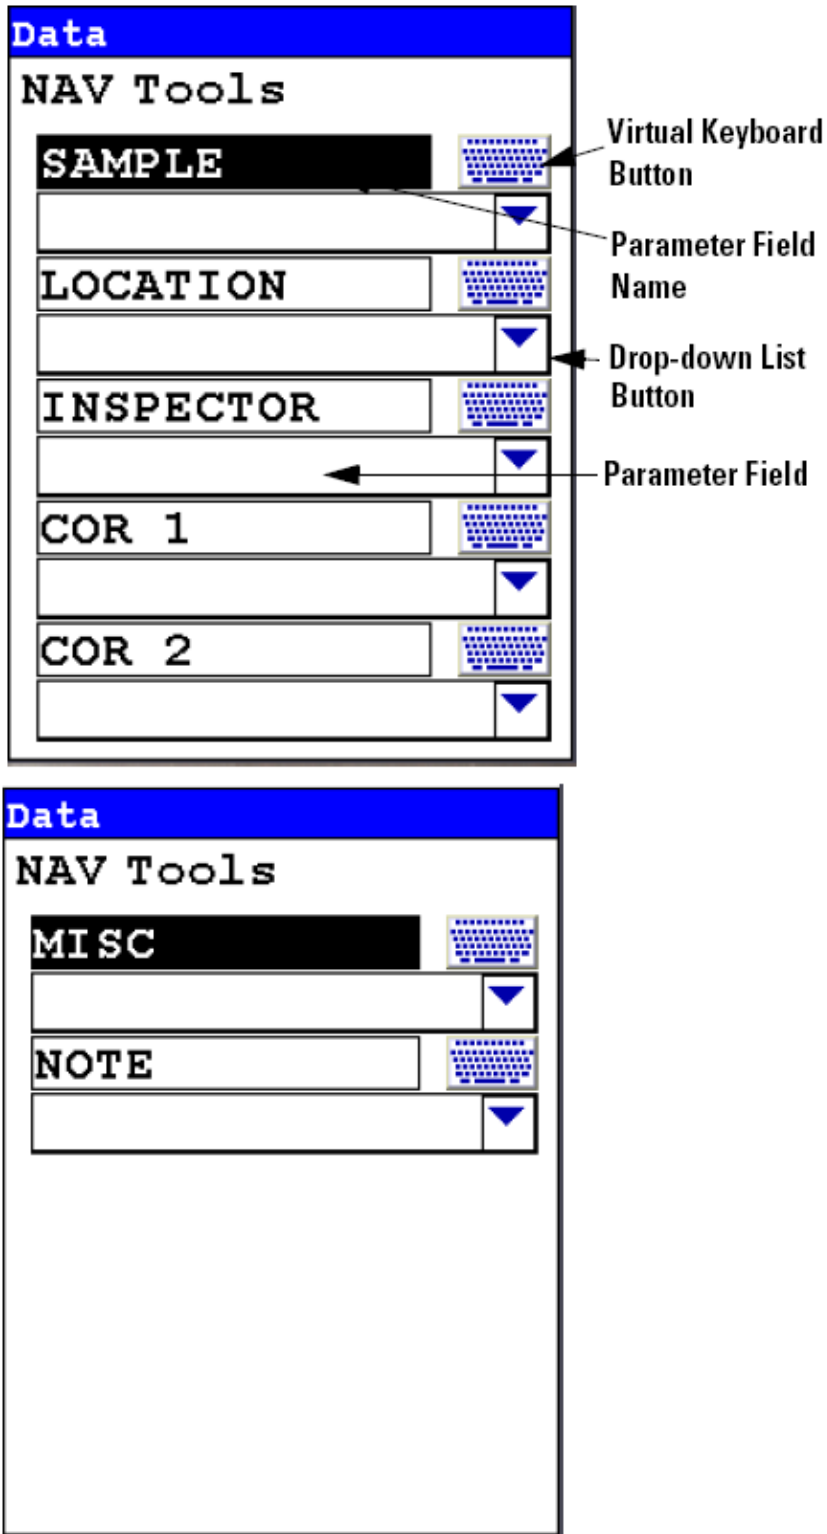 Data
NAV Tools
SAMPLE
Virtual Keyboard
Button
Parameter Field
Name
LOCATION
Drop-down List
Button
INSPECTOR
Parameter Field
COR 1
COR 2
Data
NAV Tools
MISC
NOTE